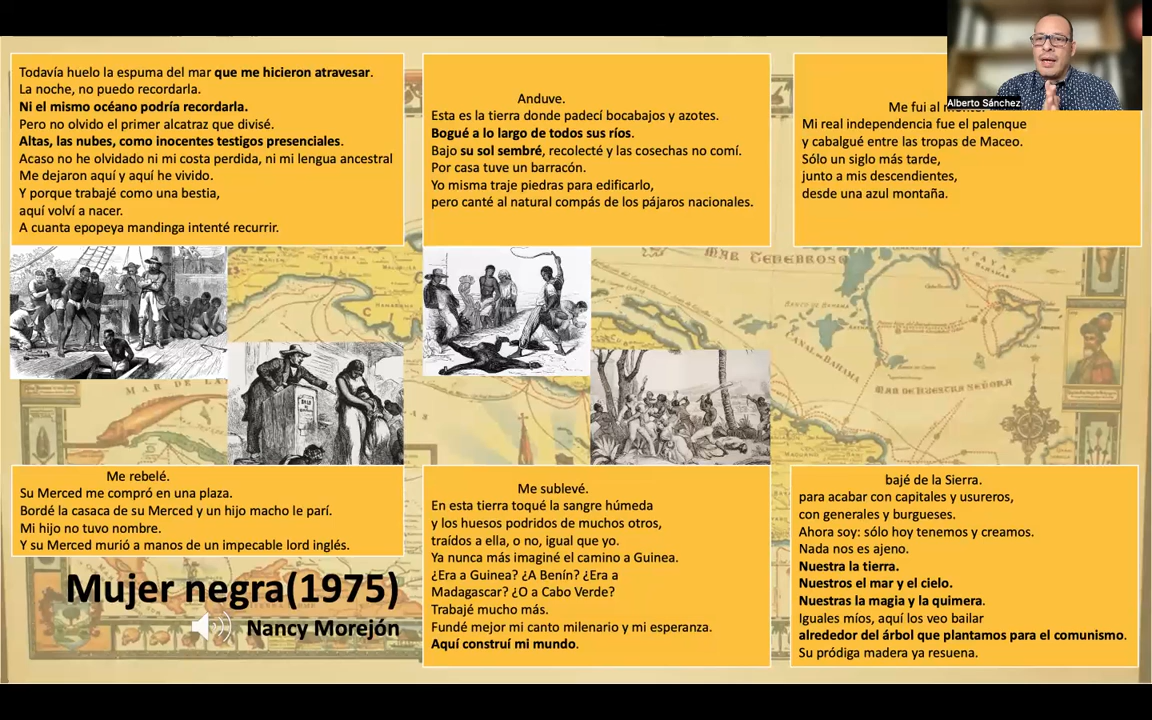 Todavía huelo la espuma del mar que me hicieron atravesar.
La noche, no puedo recordarla.
Ni el mismo océano podría recordarla.
Pero no olvido el primer alcatraz que divisé.
Altas, las nubes, como inocentes testigos presenciales.
Acaso no he olvidado ni mi costa perdida, ni mi lengua ancestral
Me dejaron aquí y aquí he vivido.
Y porque trabajé como una bestia,
aquí volví a nacer.
A cuanta epopeya mandinga intenté recurrir.
Me rebelé.
Su Merced me compró en una plaza.
Bordé la casaca de su Merced y un hijo macho le parí.
Mi hijo no tuvo nombre.
Y su Merced murió a manos de un impecable lord inglés.
Mujer negra(1975)
Nancy Morejón
Anduve.
Esta es la tierra donde padecí bocabajos y azotes.
Bogué a lo largo de todos sus ríos.
Bajo su sol sembré, recolecté y las cosechas no comí.
Por casa tuve un barracón.
Yo misma traje piedras para edificarlo,
pero canté al natural compás de los pájaros nacionales.
Me sublevé.
En esta tierra toqué la sangre húmeda
y los huesos podridos de muchos otros,
traídos a ella, o no, igual que yo.
Ya nunca más imaginé el camino a Guinea.
¿Era a Guinea? ¿A Benín? ¿Era a
Madagascar? ¿O a Cabo Verde?
Trabajé mucho más.
Fundé mejor mi canto milenario y mi esperanza.
Aquí construí mi mundo.
Me fui al
Mi real independencia fue el palenque
y cabalgué entre las tropas de Maceo.
Sólo un siglo más tarde,
junto a mis descendientes,
desde una azul montaña.
bajé de la Sierra.
para acabar con capitales y usureros,
con generales y burgueses.
Ahora soy: sólo hoy tenemos y creamos.
Nada nos es ajeno.
Nuestra la tierra.
Nuestros el mar y el cielo.
Nuestras la magia y la quimera.
Iguales míos, aquí los veo bailar
alrededor del árbol que plantamos para el comunismo.
Su pródiga madera ya resuena.
Alberto Sánchez
MAR TENEBROSO
CANAL BAHAMA
MAR DE NUESTRA SEÑORA
MAR DE LA